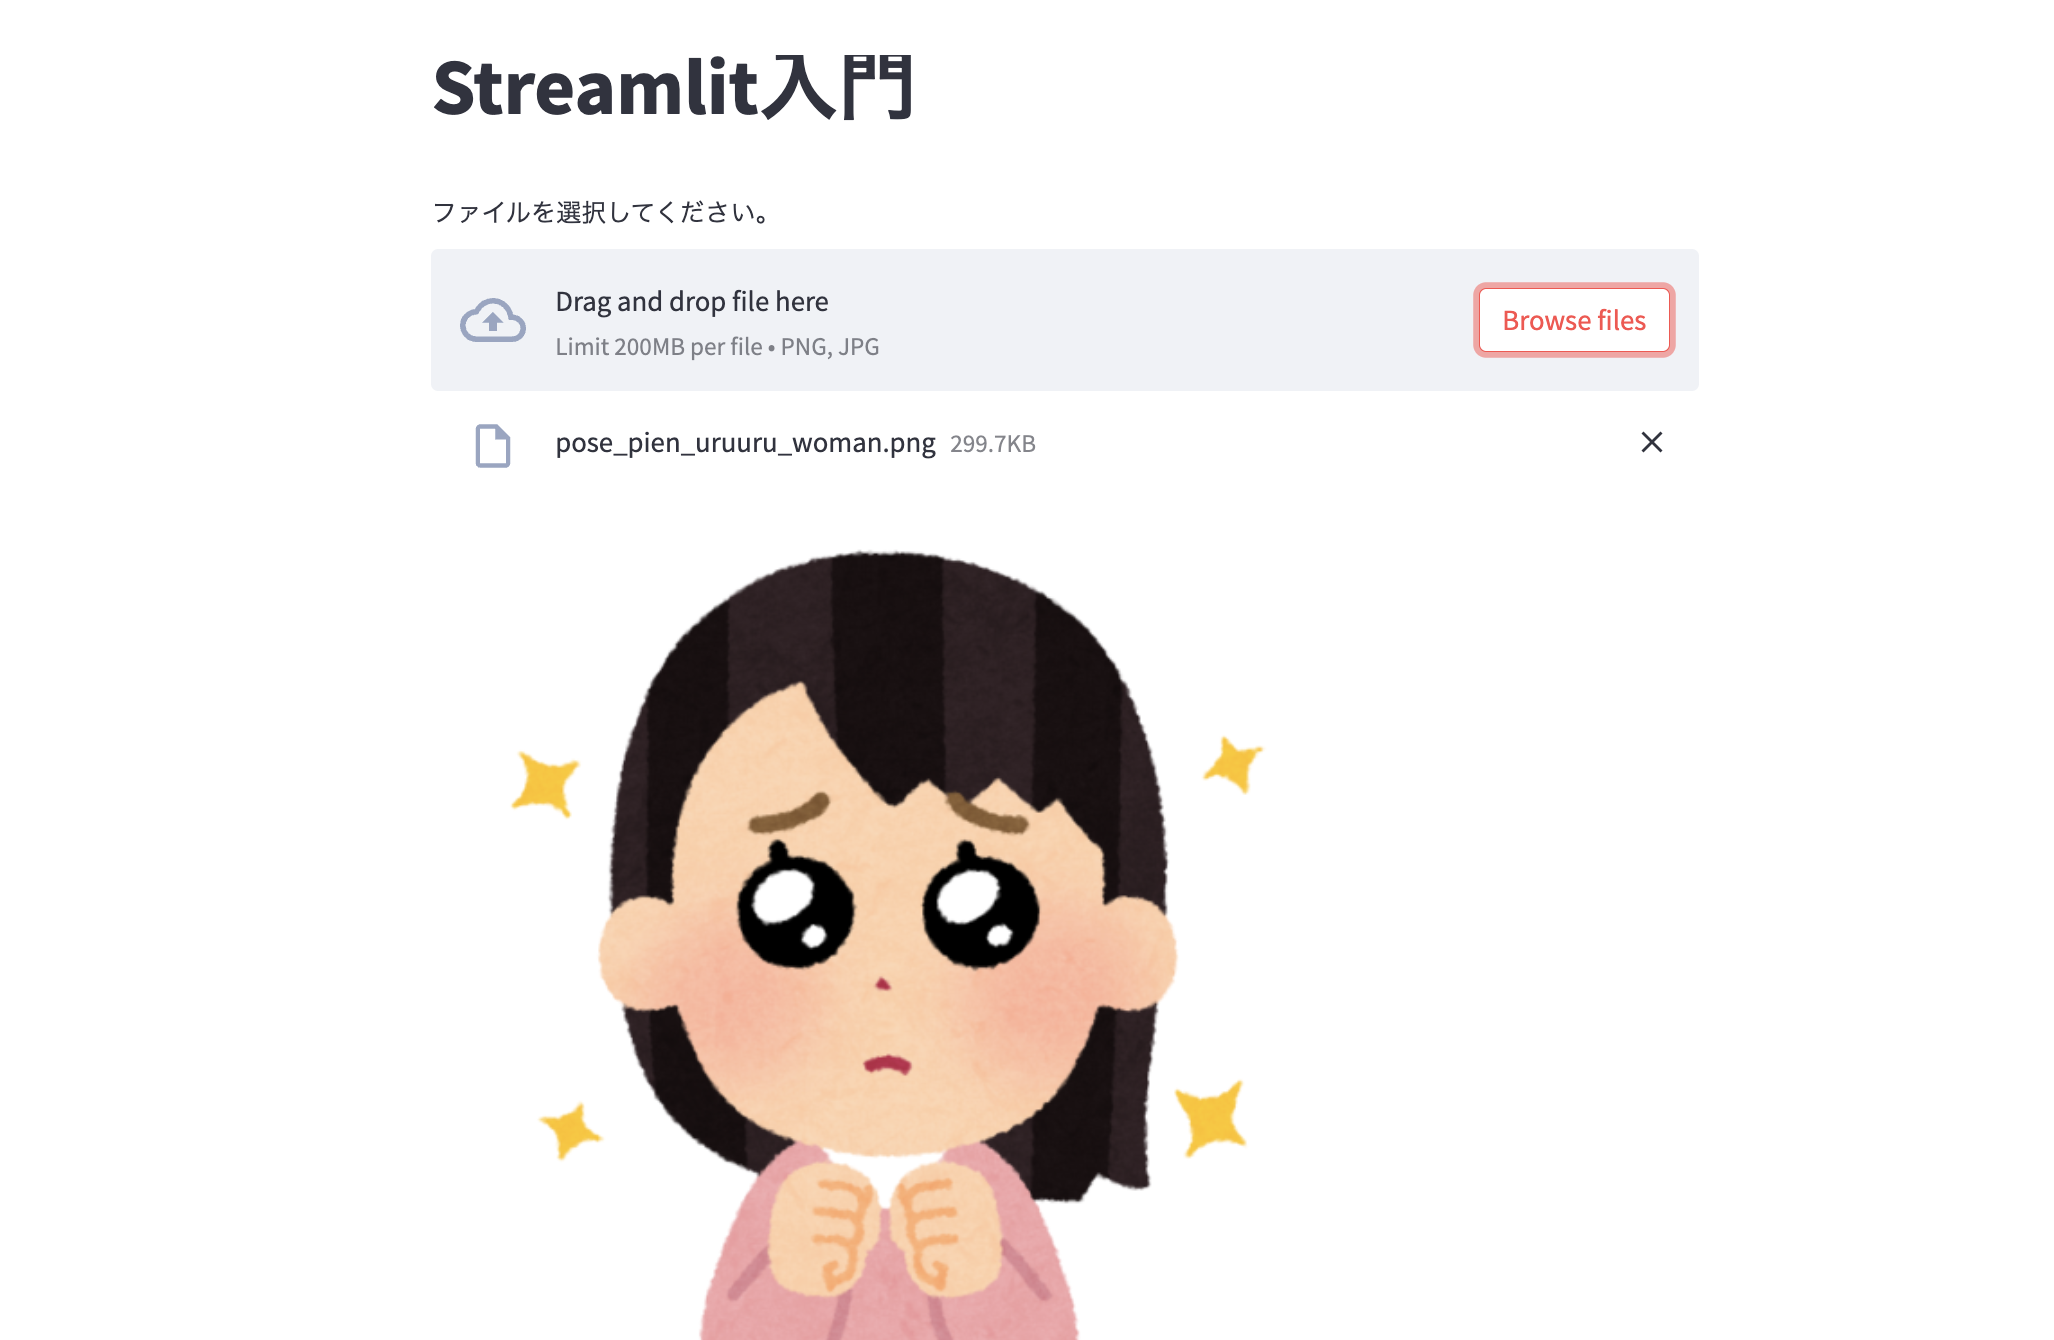 Streamlit入門
ファイルを選択してください。
Drag and drop file here
Limit 200MB per file • PNG, JPG
Browse files
pose_pien_uruuru_woman.png 299.7KB